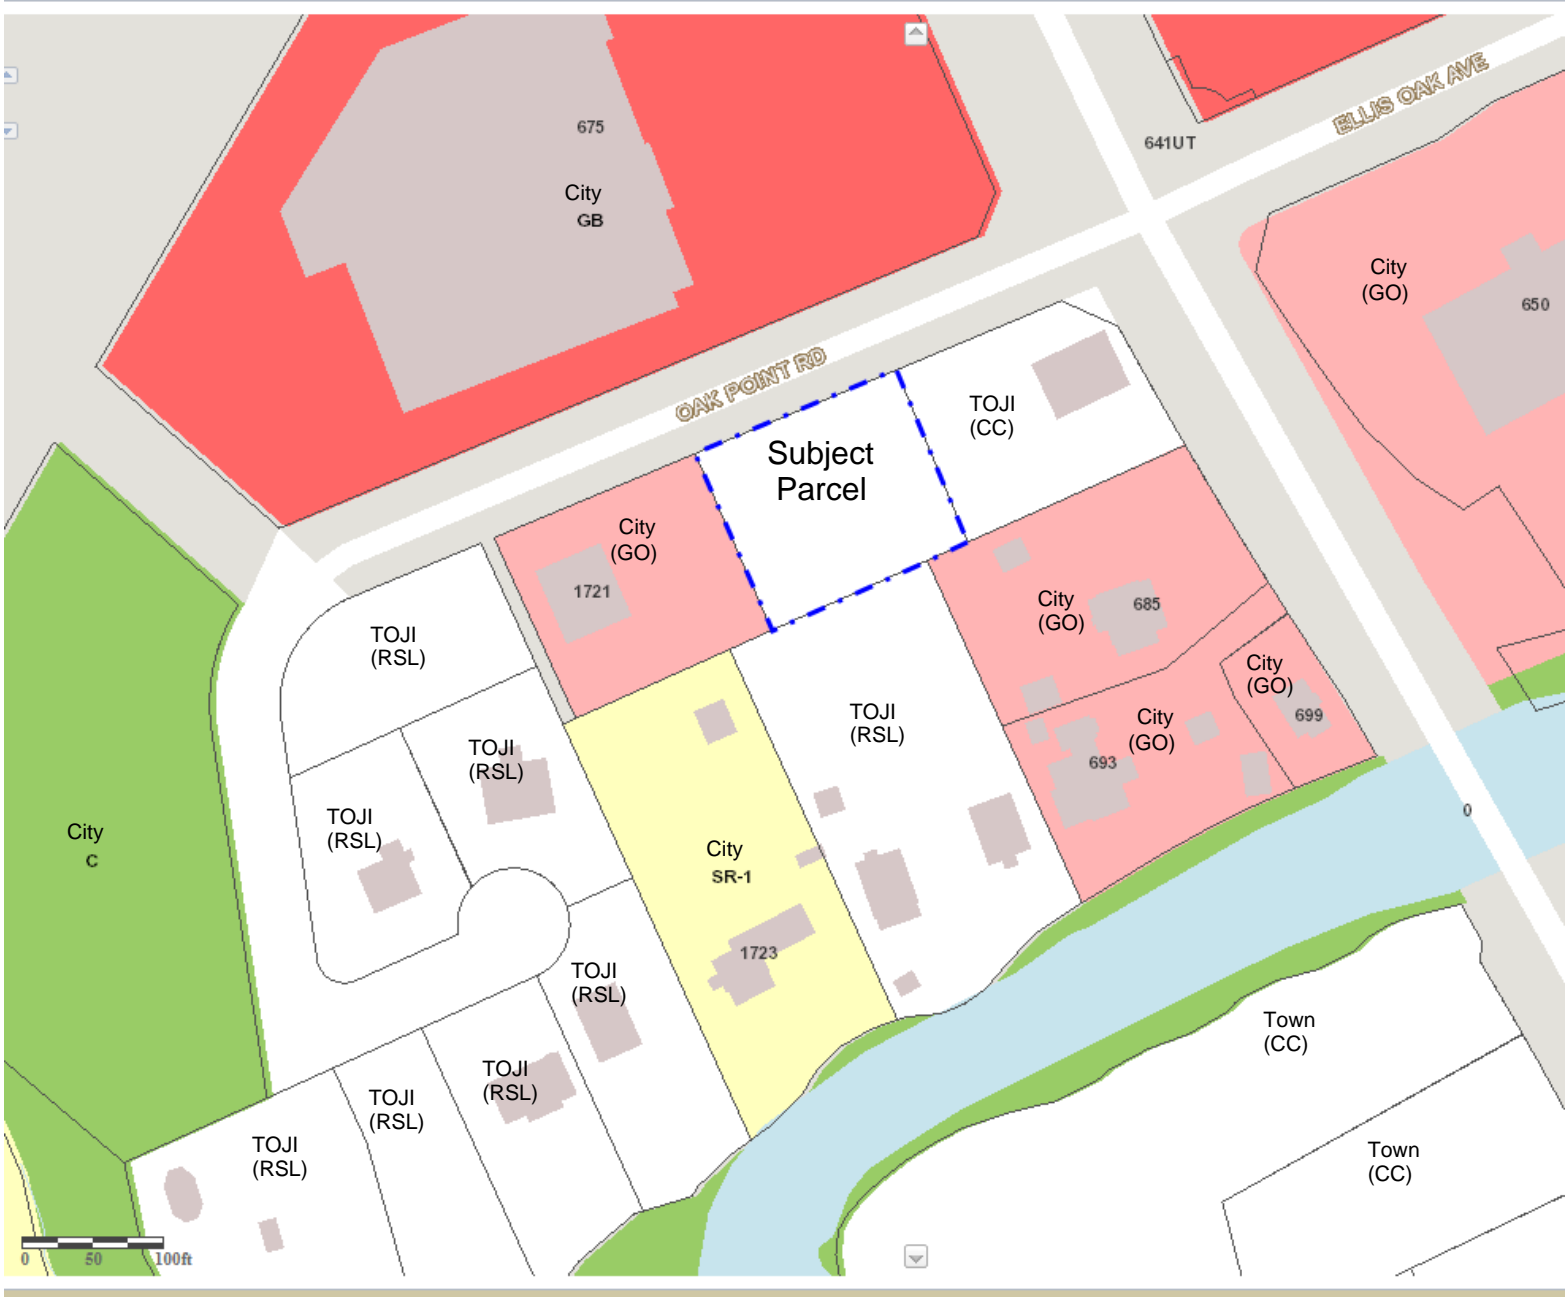 675
City
GB
ELLIS OAK AVE
641UT
City
(GO)
650
OAK POINT RD
TOJI
(CC)
Subject
Parcel
City
(GO)
1721
City
(GO)
685
TOJI
(RSL)
City
(GO)
699
TOJI
(RSL)
City
(GO)
693
TOJI
(RSL)
TOJI
(RSL)
City
C
City
SR-1
0
1723
TOJI
(RSL)
Town
(CC)
TOJI
(RSL)
TOJI
(RSL)
TOJI
(RSL)
Town
(CC)
0 50 100ft